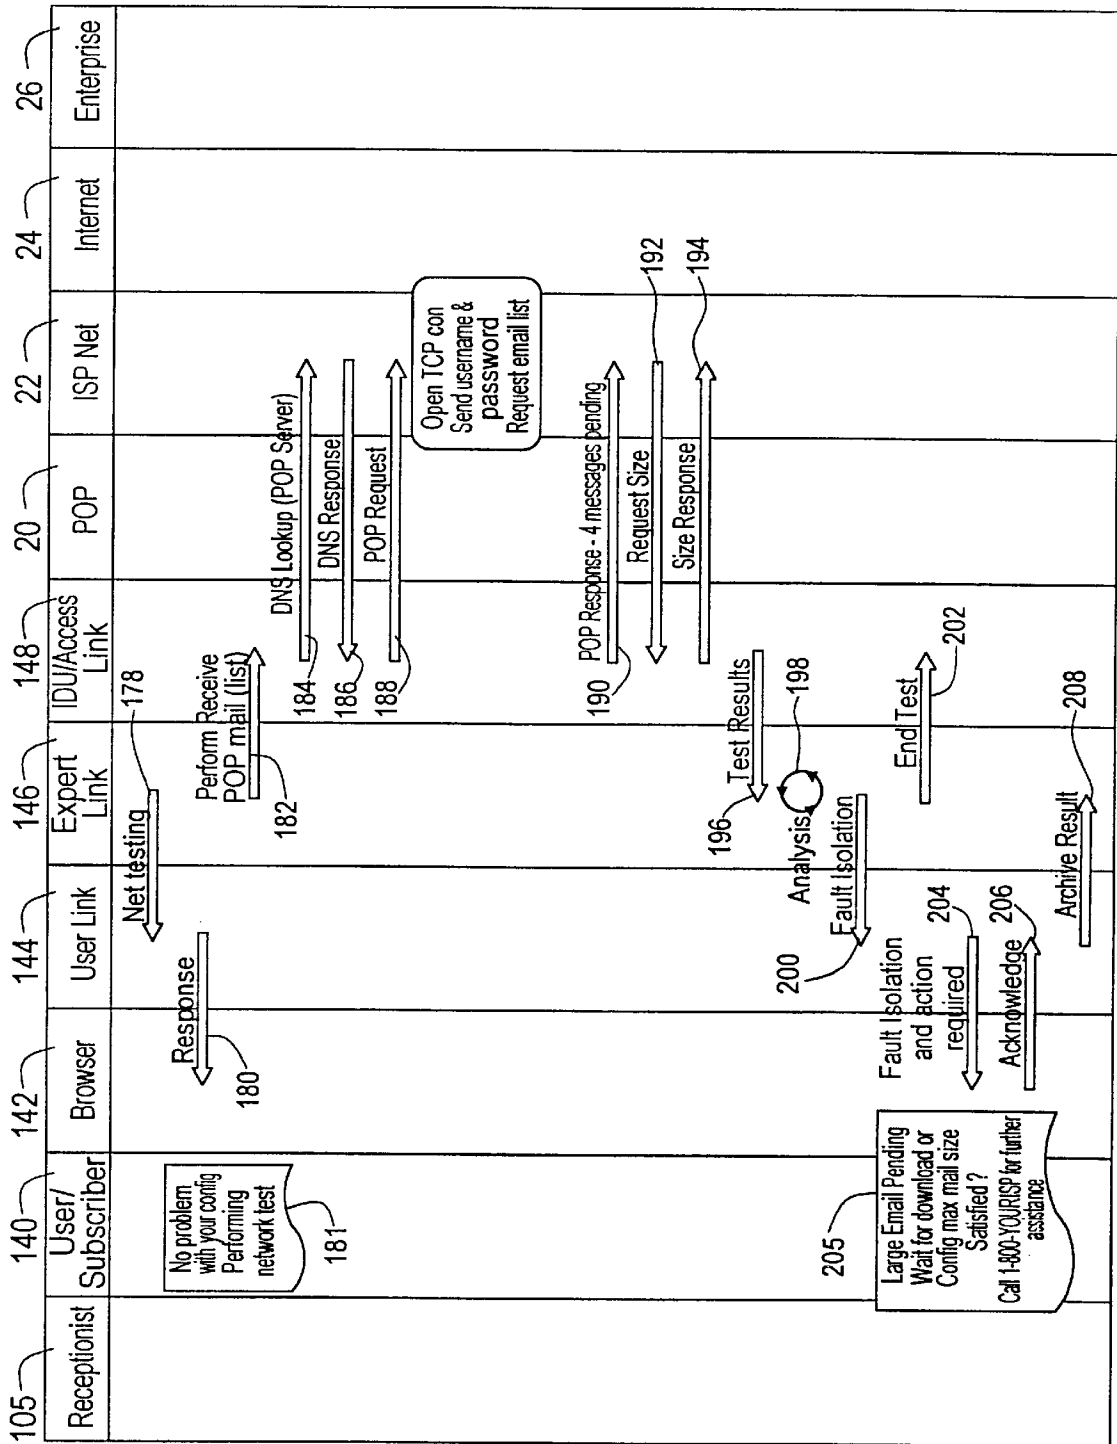 105
140
142
144
146
148
20
22
24
26
Receptionist
User/
Subscriber
Browser
User Link
Expert
Link
IDU/Access
Link
POP
ISP Net
Internet
Enterprise
Net testing
178
No problem
with your config
Performing
network test
181
Response
180
Perform Receive
POP mail (list)
182
DNS Lookup (POP Server)
184
DNS Response
186
POP Request
188
Open TCP con
Send username &
password
Request email list
POP Response - 4 messages pending
190
Request Size
192
Size Response
194
Test Results
196
Analysis
198
Fault Isolation
200
End Test
202
Large Email Pending
Wait for download or
Config max mail size
Satisfied ?
Call 1-800-YOURISP for further
assistance
205
Fault Isolation
and action
required
204
Acknowledge
206
Archive Result
208